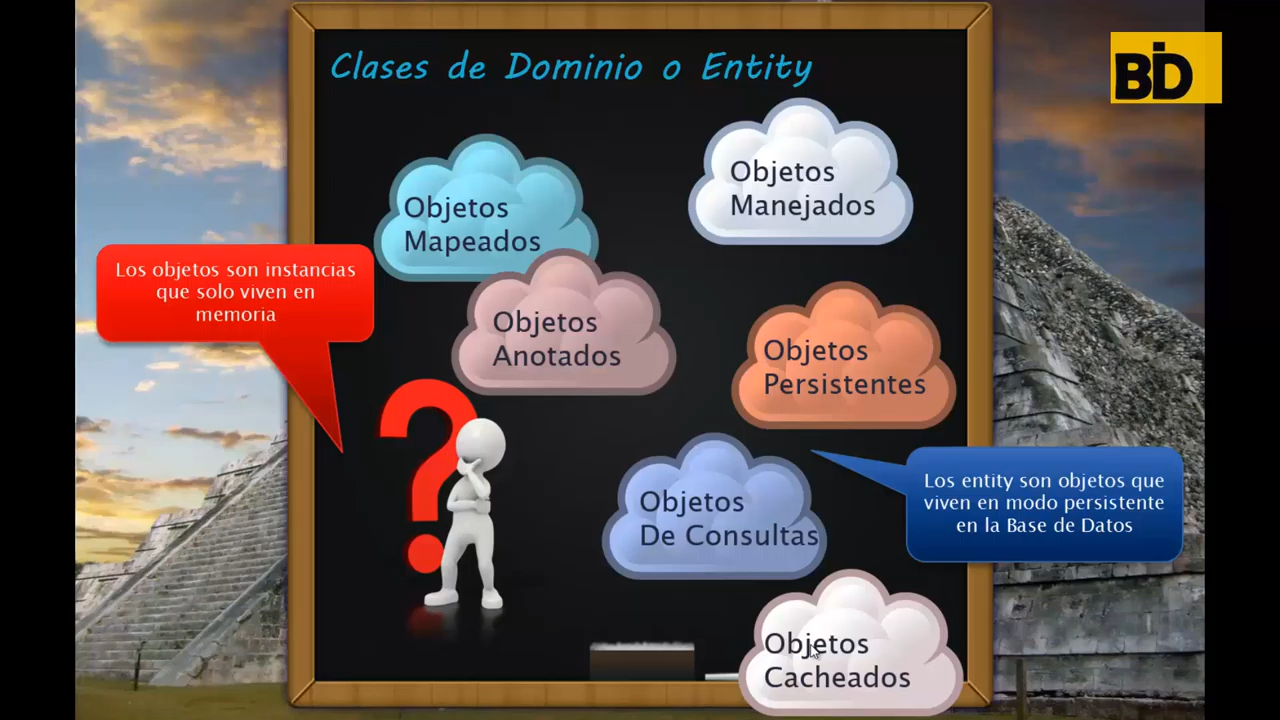 Clases de Dominio o Entity
BID
Objetos
Manejados
Objetos
Mapeados
Los objetos son instancias
que solo viven en
memoria
Objetos
Anotados
Objetos
Persistentes
?
Los entity son objetos que
viven en modo persistente
en la Base de Datos
Objetos
De Consultas
Objetos
Cacheados